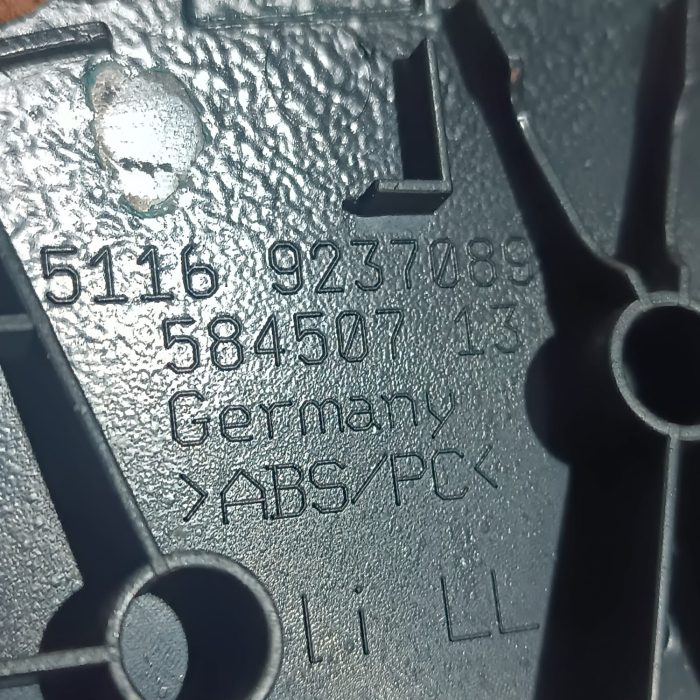 5116 9237089
584507 13
Germany
>ABS/PC<
li LL